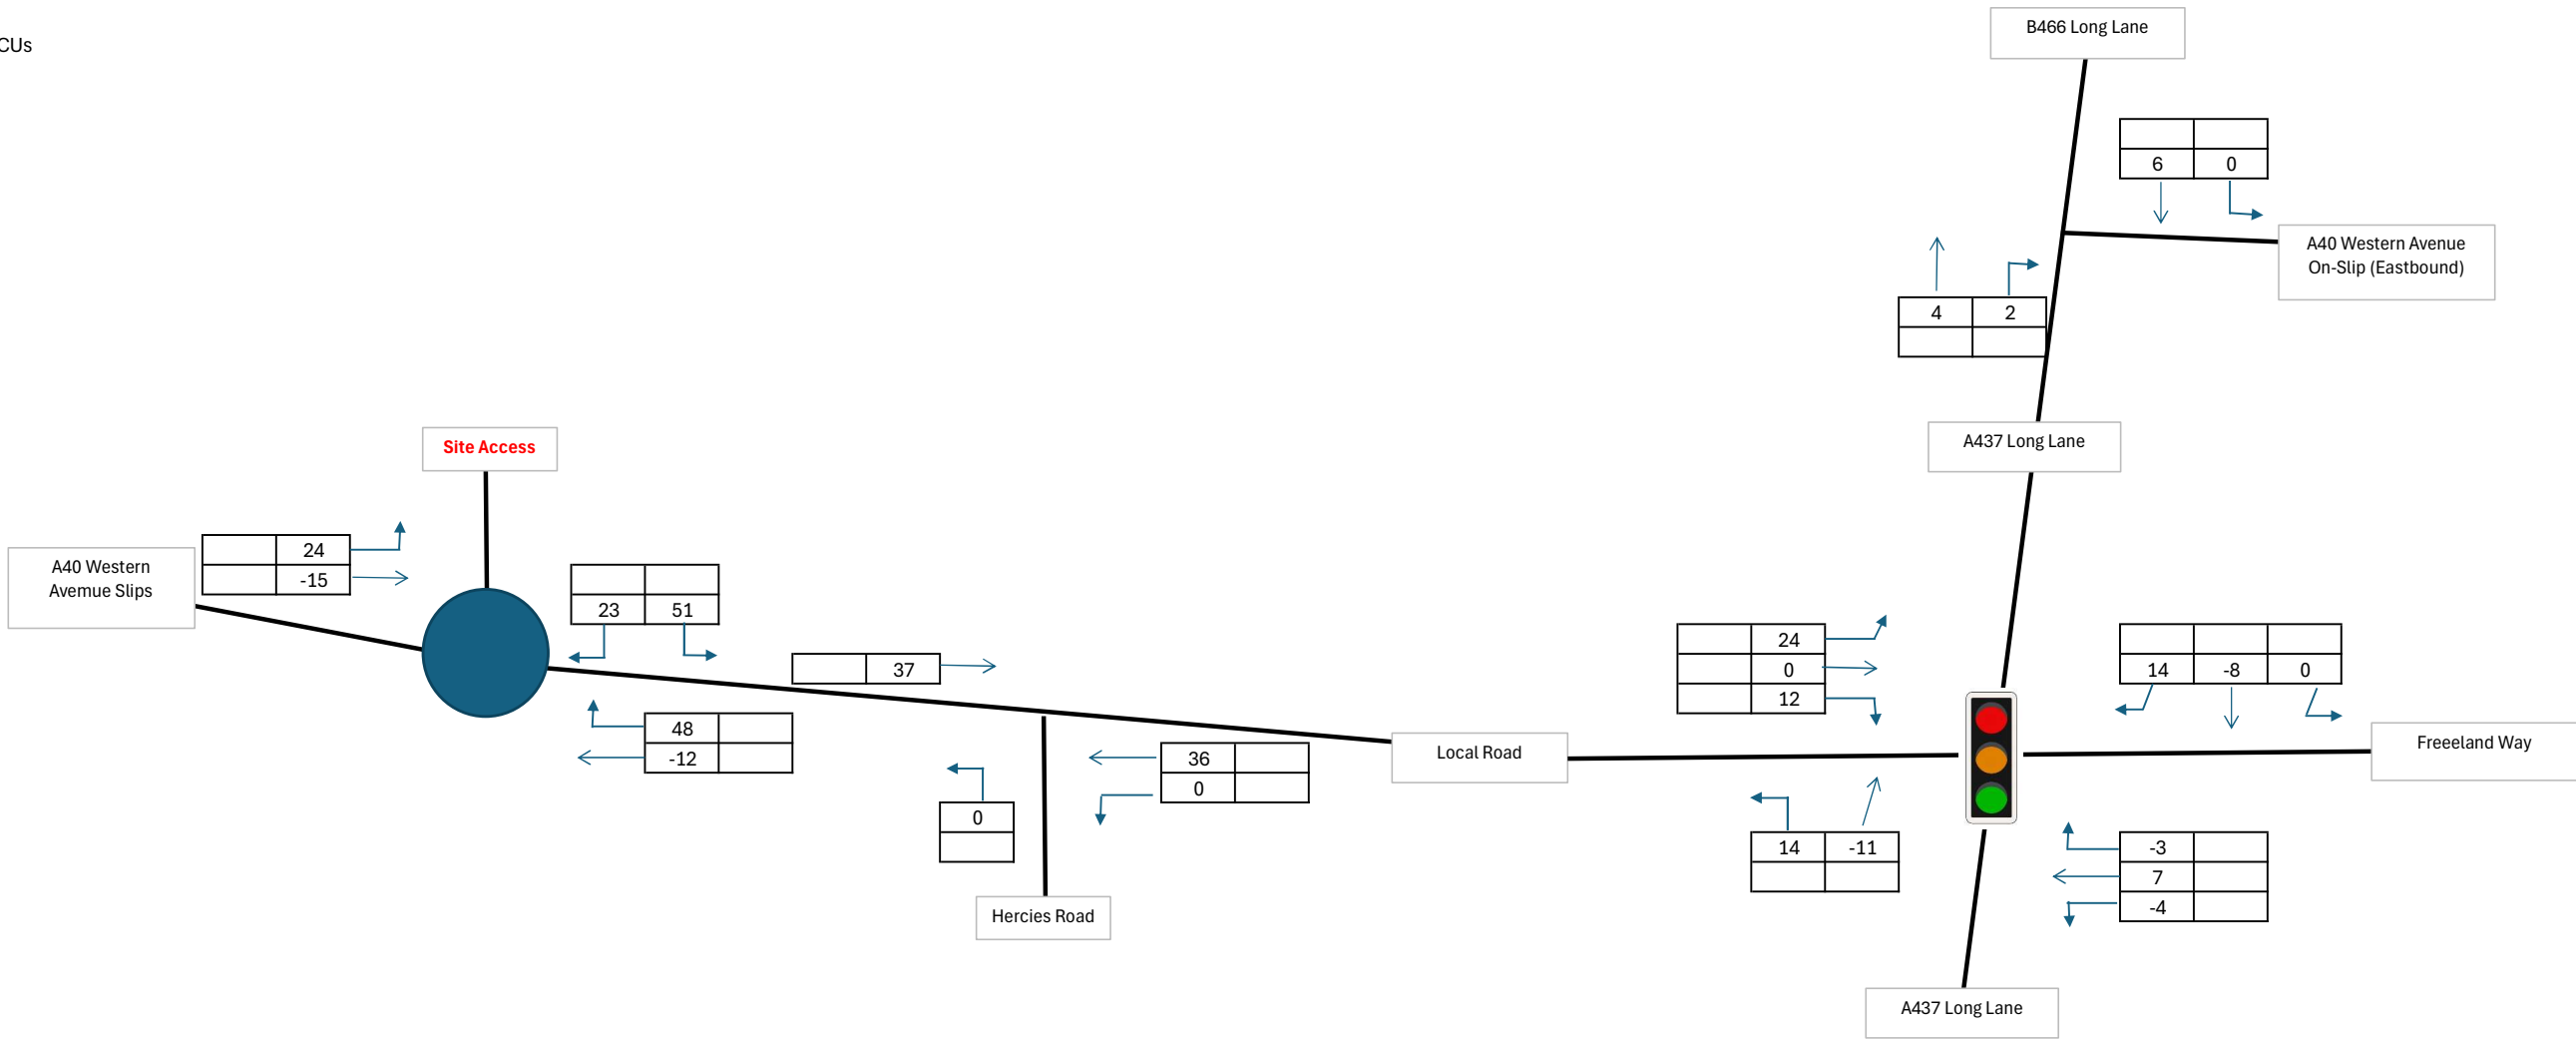 B466 Long Lane
CUs
6 0
A40 Western Avenue
On-Slip (Eastbound)
4 2
Site Access
A437 Long Lane
24
-15
A40 Western
Avemue Slips
23 51
37
24
0
12
14 -8 0
48
-12
36
0
Local Road
Freeeland Way
0
14 -11
-3
7
-4
Hercies Road
A437 Long Lane